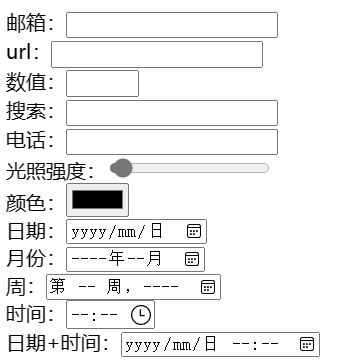 邮箱：
url：
数值：
搜索：
电话：
光照强度：
颜色：
日期：yyyy/mm/日
月份：----年--月
周：第 -- 周, ----
时间：--:--
日期+时间：yyyy/mm/日 --:--